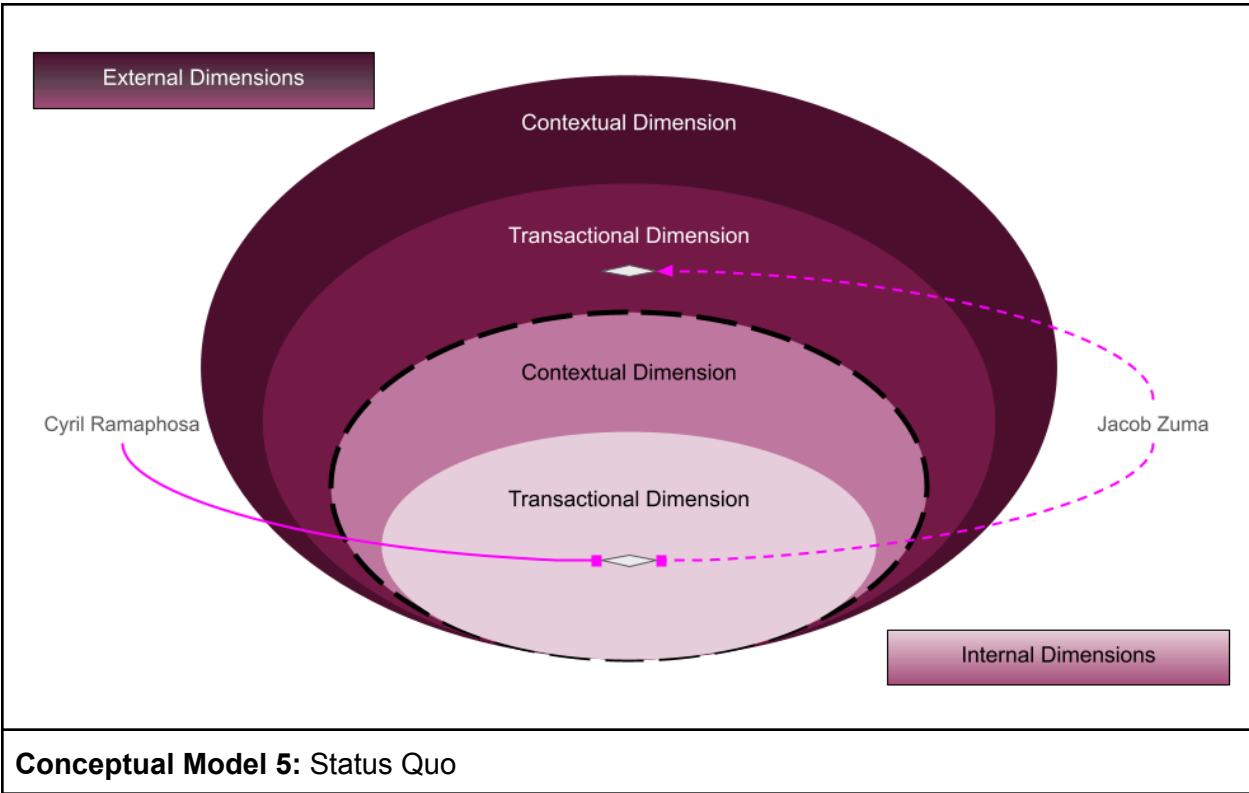 External Dimensions
Contextual Dimension
Transactional Dimension
Contextual Dimension
Cyril Ramaphosa
Jacob Zuma
Transactional Dimension
Internal Dimensions
Conceptual Model 5: Status Quo